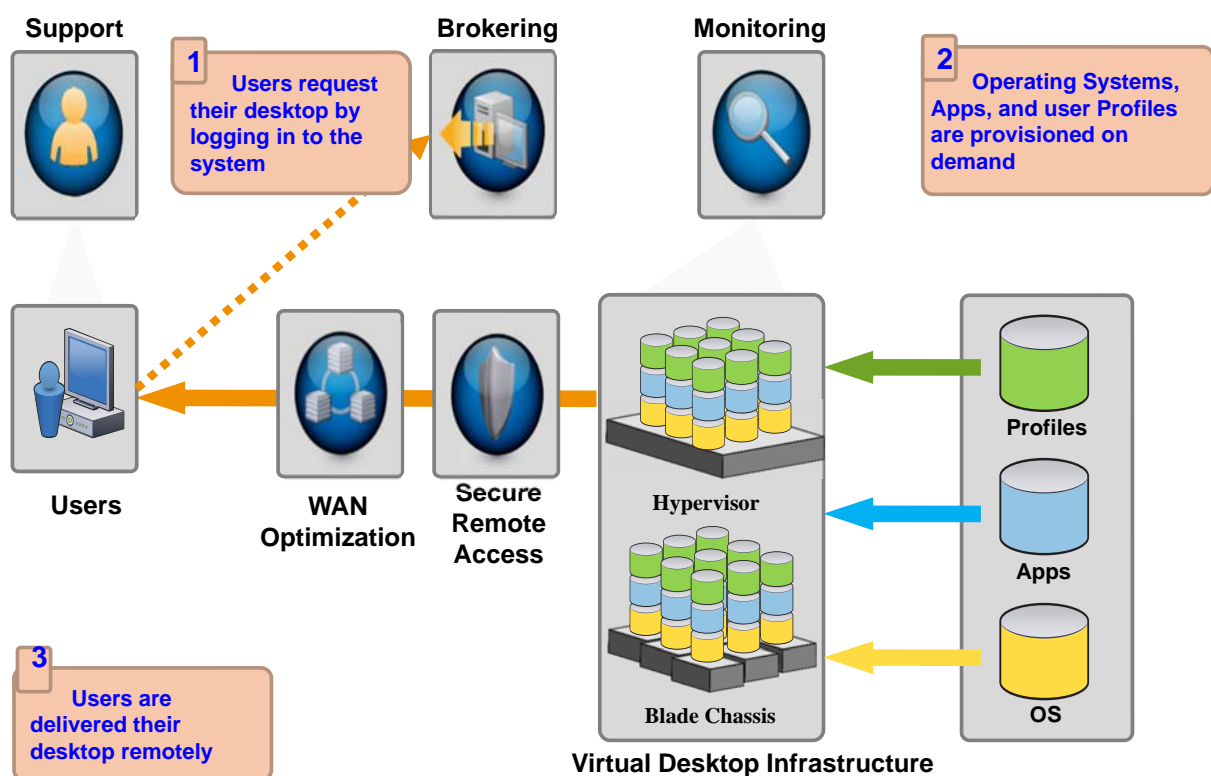 Support
Brokering
Monitoring
1
Users request
their desktop by
logging in to the
system
2
Operating Systems,
Apps, and user Profiles
are provisioned on
demand
Users
WAN
Optimization
Secure
Remote
Access
Hypervisor
Blade Chassis
Profiles
Apps
OS
3
Users are
delivered their
desktop remotely
Virtual Desktop Infrastructure